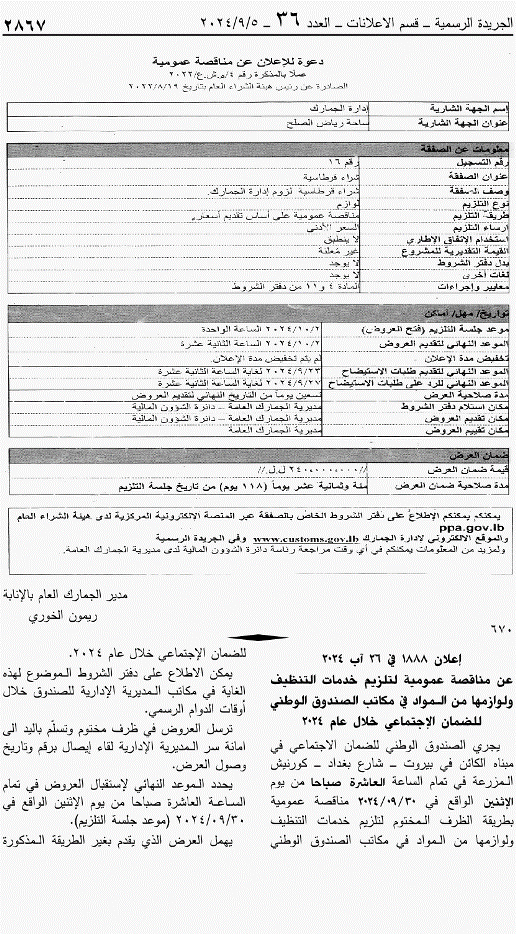 الجريدة الرسمية ـ قسم الاعلانات ـ العدد ٣٦ ـ ٢٠٢٤/٩/٥
٢٨٦٧
دعوة للإعلان عن مناقصة عمومية
عملاً بالمذكرة رقم ٤/ه.ش.ع/٢٠٢٢
الصادرة عن رئيس هيئة الشراء العام بتاريخ ٢٠٢٢/٨/١٩
إسم الجهة الشارية إدارة الجمارك
عنوان الجهة الشارية ساحة رياض الصلح
معلومات عن الصفقة
رقم التسجيل رقم ١٦
عنوان الصفقة شراء قرطاسية
وصف الصفقة شراء قرطاسية لزوم إدارة الجمارك.
نوع التلزيم لوازم
طريقة التلزيم مناقصة عمومية على أساس تقديم أسعار
إرساء التلزيم السعر الأدنى
استخدام الإتفاق الإطاري لا ينطبق
القيمة التقديرية للمشروع غير مُعلنة
بدل دفتر الشروط لا يوجد
لغات أخرى لا يوجد
معايير وإجراءات المادة ٤ و ١١ من دفتر الشروط
تواريخ/ مهل/ أماكن
موعد جلسة التلزيم (فتح العروض) ٢٠٢٤/١٠/٢ الساعة الواحدة
الموعد النهائي لتقديم العروض ٢٠٢٤/١٠/٢ الساعة الثانية عشرة
تخفيض مدة الإعلان لم يتم تخفيض مدة الإعلان.
الموعد النهائي لتقديم طلبات الاستيضاح ٢٠٢٤/٩/٢٣ لغاية الساعة الثانية عشرة
الموعد النهائي للرد على طلبات الاستيضاح ٢٠٢٤/٩/٢٧ لغاية الساعة الثانية عشرة
مدة صلاحية العرض تسعين يوماً من التاريخ النهائي لتقديم العروض
مكان استلام دفتر الشروط مديرية الجمارك العامة – دائرة الشؤون المالية
مكان تقديم العروض مديرية الجمارك العامة – دائرة الشؤون المالية
مكان تقييم العروض مديرية الجمارك العامة
ضمان العرض
قيمة ضمان العرض ل.ل.//
مدة صلاحية ضمان العرض مئة وثمانية عشر يوماً (١١٨ يوم) من تاريخ جلسة التلزيم
يمكنه يمكنكم الإطلاع على دفتر الشروط الخاص بالصفقة عبر المنصة الالكترونية المركزية لدى هيئة الشراء العام
ppa.gov.lb
والموقع الالكتروني لإدارة الجمارك www.customs.gov.lb وفي الجريدة الرسمية
ولمزيد من المعلومات يمكنكم في أي وقت مراجعة رئاسة دائرة الشؤون المالية لدى مديرية الجمارك العامة.
مدير الجمارك العام بالإنابة
ريمون الخوري
٦٧٠
إعلان ١٨٨٨ في ٢٦ آب ٢٠٢٤
عن مناقصة عمومية لتلزيم خدمات التنظيف
ولوازمها من المواد في مكاتب الصندوق الوطني
للضمان الإجتماعي خلال عام ٢٠٢٤
يجري الصندوق الوطني للضمان الاجتماعي في
مبناه الكائن في بيروت ـ شارع بغداد ـ كورنيش
المزرعة في تمام الساعة العاشرة صباحا من يوم
الإثنين الواقع في ٢٠٢٤/٠٩/٣٠ مناقصة عمومية
بطريقة الظرف المختوم لتلزيم خدمات التنظيف
ولوازمها من المواد في مكاتب الصندوق الوطني
للضمان الإجتماعي خلال عام ٢٠٢٤.
يمكن الاطلاع على دفتر الشروط الموضوع لهذه
الغاية في مكاتب المديرية الإدارية للصندوق خلال
أوقات الدوام الرسمي.
ترسل العروض في ظرف مختوم وتسلّم باليد الى
امانة سر المديرية الإدارية لقاء إيصال برقم وتاريخ
وصول العرض.
يحدد الموعد النهائي لإستقبال العروض في تمام
الساعة العاشرة صباحا من يوم الإثنين الواقع في
٢٠٢٤/٠٩/٣٠ (موعد جلسة التلزيم).
يهمل العرض الذي يقدم بغير الطريقة المذكورة